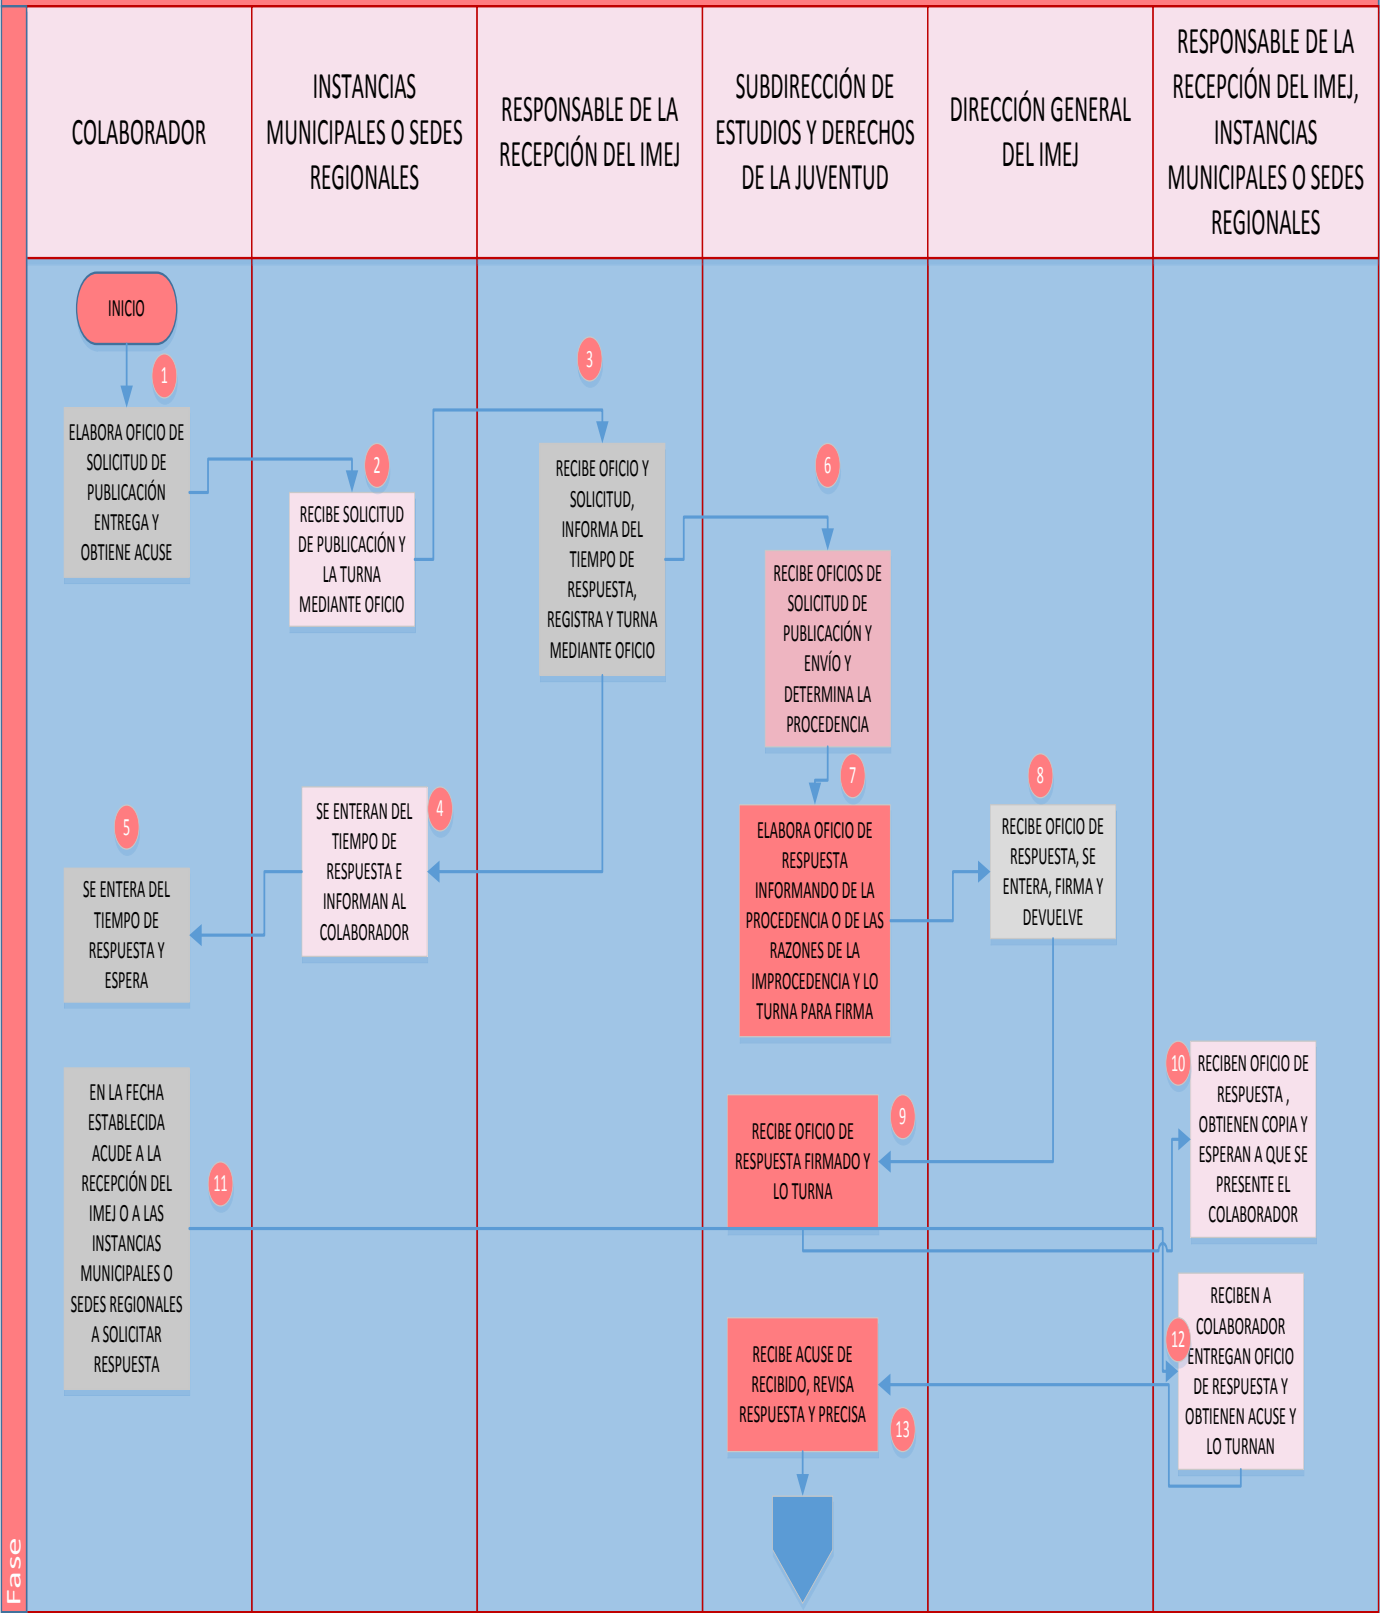 COLABORADOR
INSTANCIAS
MUNICIPALES O SEDES
REGIONALES
RESPONSABLE DE LA
RECEPCIÓN DEL IMEJ
SUBDIRECCIÓN DE
ESTUDIOS Y DERECHOS
DE LA JUVENTUD
DIRECCIÓN GENERAL
DEL IMEJ
RESPONSABLE DE LA
RECEPCIÓN DEL IMEJ,
INSTANCIAS
MUNICIPALES O SEDES
REGIONALES
INICIO
1
ELABORA OFICIO DE
SOLICITUD DE
PUBLICACIÓN
ENTREGA Y
OBTIENE ACUSE
2
RECIBE SOLICITUD
DE PUBLICACIÓN Y
LA TURNA
MEDIANTE OFICIO
3
RECIBE OFICIO Y
SOLICITUD,
INFORMA DEL
TIEMPO DE
RESPUESTA,
REGISTRA Y TURNA
MEDIANTE OFICIO
4
SE ENTERAN DEL
TIEMPO DE
RESPUESTA E
INFORMAN AL
COLABORADOR
5
SE ENTERA DEL
TIEMPO DE
RESPUESTA Y
ESPERA
6
RECIBE OFICIOS DE
SOLICITUD DE
PUBLICACIÓN Y
ENVÍO Y
DETERMINA LA
PROCEDENCIA
7
ELABORA OFICIO DE
RESPUESTA
INFORMANDO DE LA
PROCEDENCIA O DE LAS
RAZONES DE LA
IMPROCEDENCIA Y LO
TURNA PARA FIRMA
8
RECIBE OFICIO DE
RESPUESTA, SE
ENTERA, FIRMA Y
DEVUELVE
9
RECIBE OFICIO DE
RESPUESTA FIRMADO Y
LO TURNA
10
RECIBEN OFICIO DE
RESPUESTA ,
OBTIENEN COPIA Y
ESPERAN A QUE SE
PRESENTE EL
COLABORADOR
11
EN LA FECHA
ESTABLECIDA
ACUDE A LA
RECEPCIÓN DEL
IMEJ O A LAS
INSTANCIAS
MUNICIPALES O
SEDES REGIONALES
A SOLICITAR
RESPUESTA
12
RECIBEN A
COLABORADOR
ENTREGAN OFICIO
DE RESPUESTA Y
OBTIENEN ACUSE Y
LO TURNAN
13
RECIBE ACUSE DE
RECIBIDO, REVISA
RESPUESTA Y PRECISA
Fase